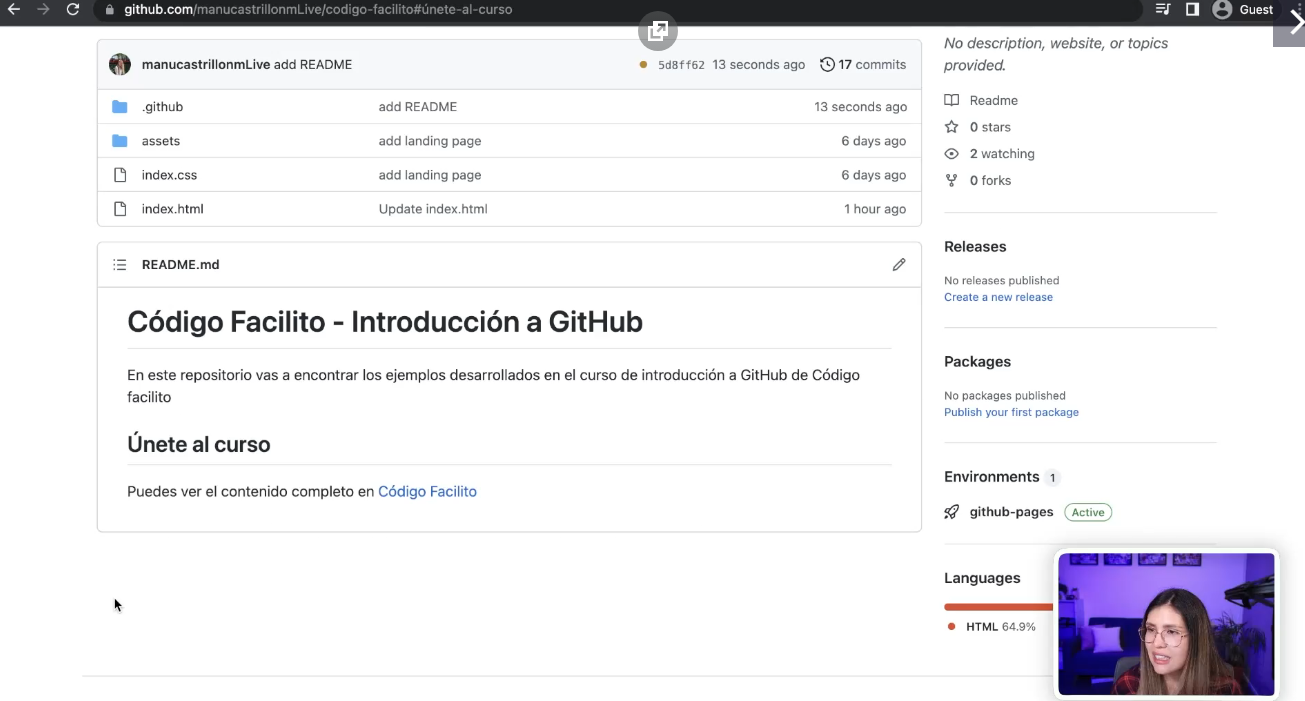 github.com/manucastrillonmLive/codigo-facilito#únete-al-curso
Guest
manucastrillonmLive add README
5d8ff62 13 seconds ago
17 commits
.github add README 13 seconds ago
assets add landing page 6 days ago
index.css add landing page 6 days ago
index.html Update index.html 1 hour ago
README.md
Código Facilito - Introducción a GitHub
En este repositorio vas a encontrar los ejemplos desarrollados en el curso de introducción a GitHub de Código
facilito
Únete al curso
Puedes ver el contenido completo en Código Facilito
No description, website, or topics
provided.
Readme
0 stars
2 watching
0 forks
Releases
No releases published
Create a new release
Packages
No packages published
Publish your first package
Environments 1
github-pages Active
Languages
HTML 64.9%